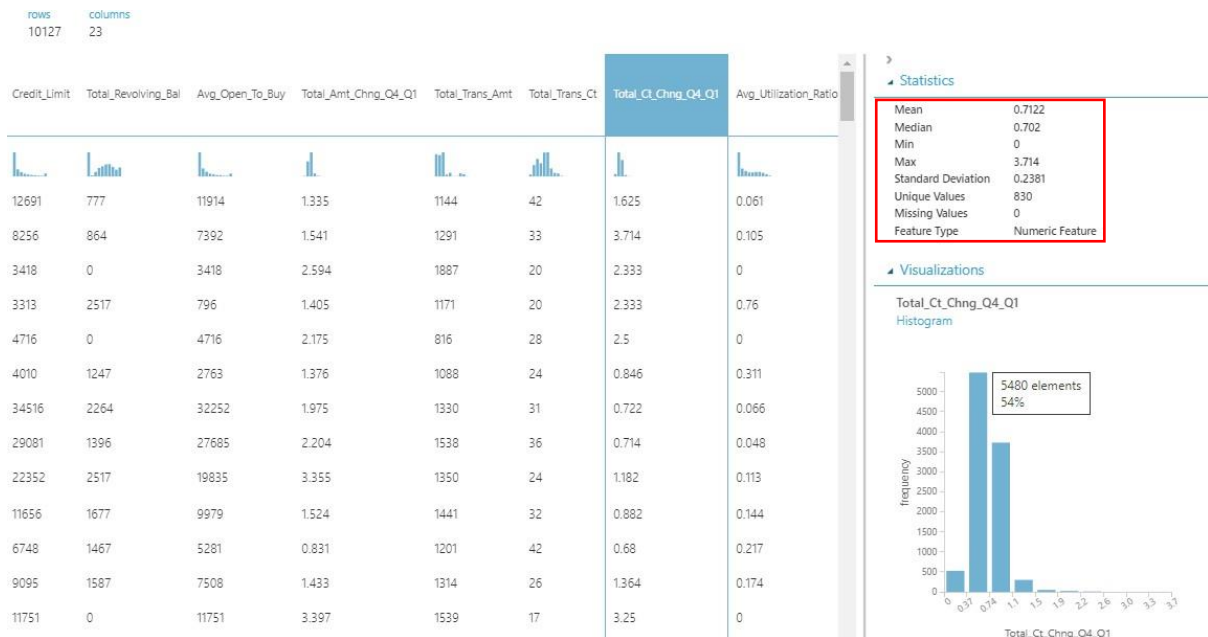 rows columns
10127 23
Credit_Limit Total_Revolving_Bal Avg_Open_To_Buy Total_Amt_Chng_Q4_Q1 Total_Trans_Amt Total_Trans_Ct Total_Ct_Chng_Q4_Q1 Avg_Utilization_Ratio
12691 777 11914 1.335 1144 42 1.625 0.061
8256 864 7392 1.541 1291 33 3.714 0.105
3418 0 3418 2.594 1887 20 2.333 0
3313 2517 796 1.405 1171 20 2.333 0.76
4716 0 4716 2.175 816 28 2.5 0
4010 1247 2763 1.376 1088 24 0.846 0.311
34516 2264 32252 1.975 1330 31 0.722 0.066
29081 1396 27685 2.204 1538 36 0.714 0.048
22352 2517 19835 3.355 1350 24 1.182 0.113
11656 1677 9979 1.524 1441 32 0.882 0.144
6748 1467 5281 0.831 1201 42 0.68 0.217
9095 1587 7508 1.433 1314 26 1.364 0.174
11751 0 11751 3.397 1539 17 3.25 0
Statistics
Mean 0.7122
Median 0.702
Min 0
Max 3.714
Standard Deviation 0.2381
Unique Values 830
Missing Values 0
Feature Type Numeric Feature
Visualizations
Total_Ct_Chng_Q4_Q1
Histogram
5480 elements
54%
5000
4500
4000
3500
3000
2500
2000
1500
1000
500
0
frequency
0 0.37 0.74 1.1 1.5 1.9 2.2 2.6 3.0 3.3 3.7
Total_Ct_Chng_Q4_Q1